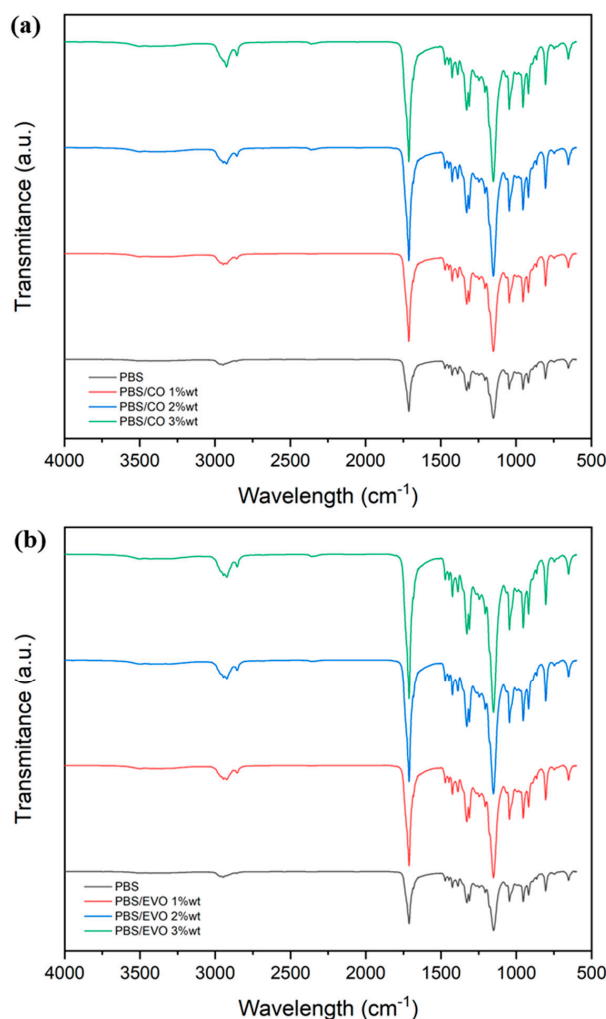 (a)
Transmitance (a.u.)
PBS
PBS/CO 1%wt
PBS/CO 2%wt
PBS/CO 3%wt
4000 3500 3000 2500 2000 1500 1000 500
Wavelength (cm⁻¹)
(b)
Transmitance (a.u.)
PBS
PBS/EVO 1%wt
PBS/EVO 2%wt
PBS/EVO 3%wt
4000 3500 3000 2500 2000 1500 1000 500
Wavelength (cm⁻¹)